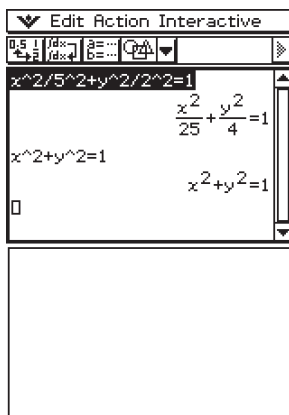 Edit Action Interactive
x^2/5^2+y^2/2^2=1
x²/25+y²/4=1
x^2+y^2=1
x²+y²=1